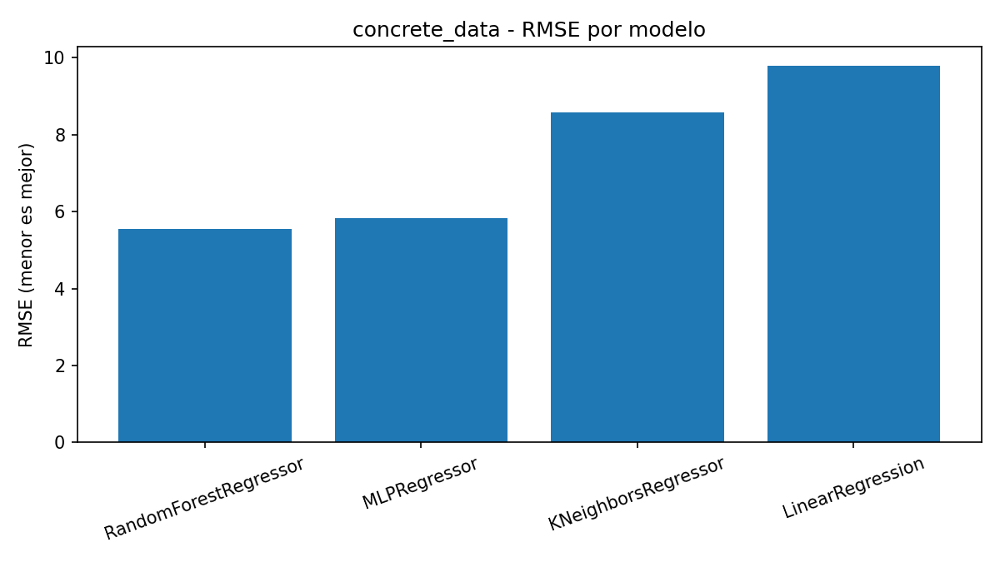 concrete_data - RMSE por modelo
RMSE (menor es mejor)
10
8
6
4
2
0
RandomForestRegressor
MLPRegressor
KNeighborsRegressor
LinearRegression